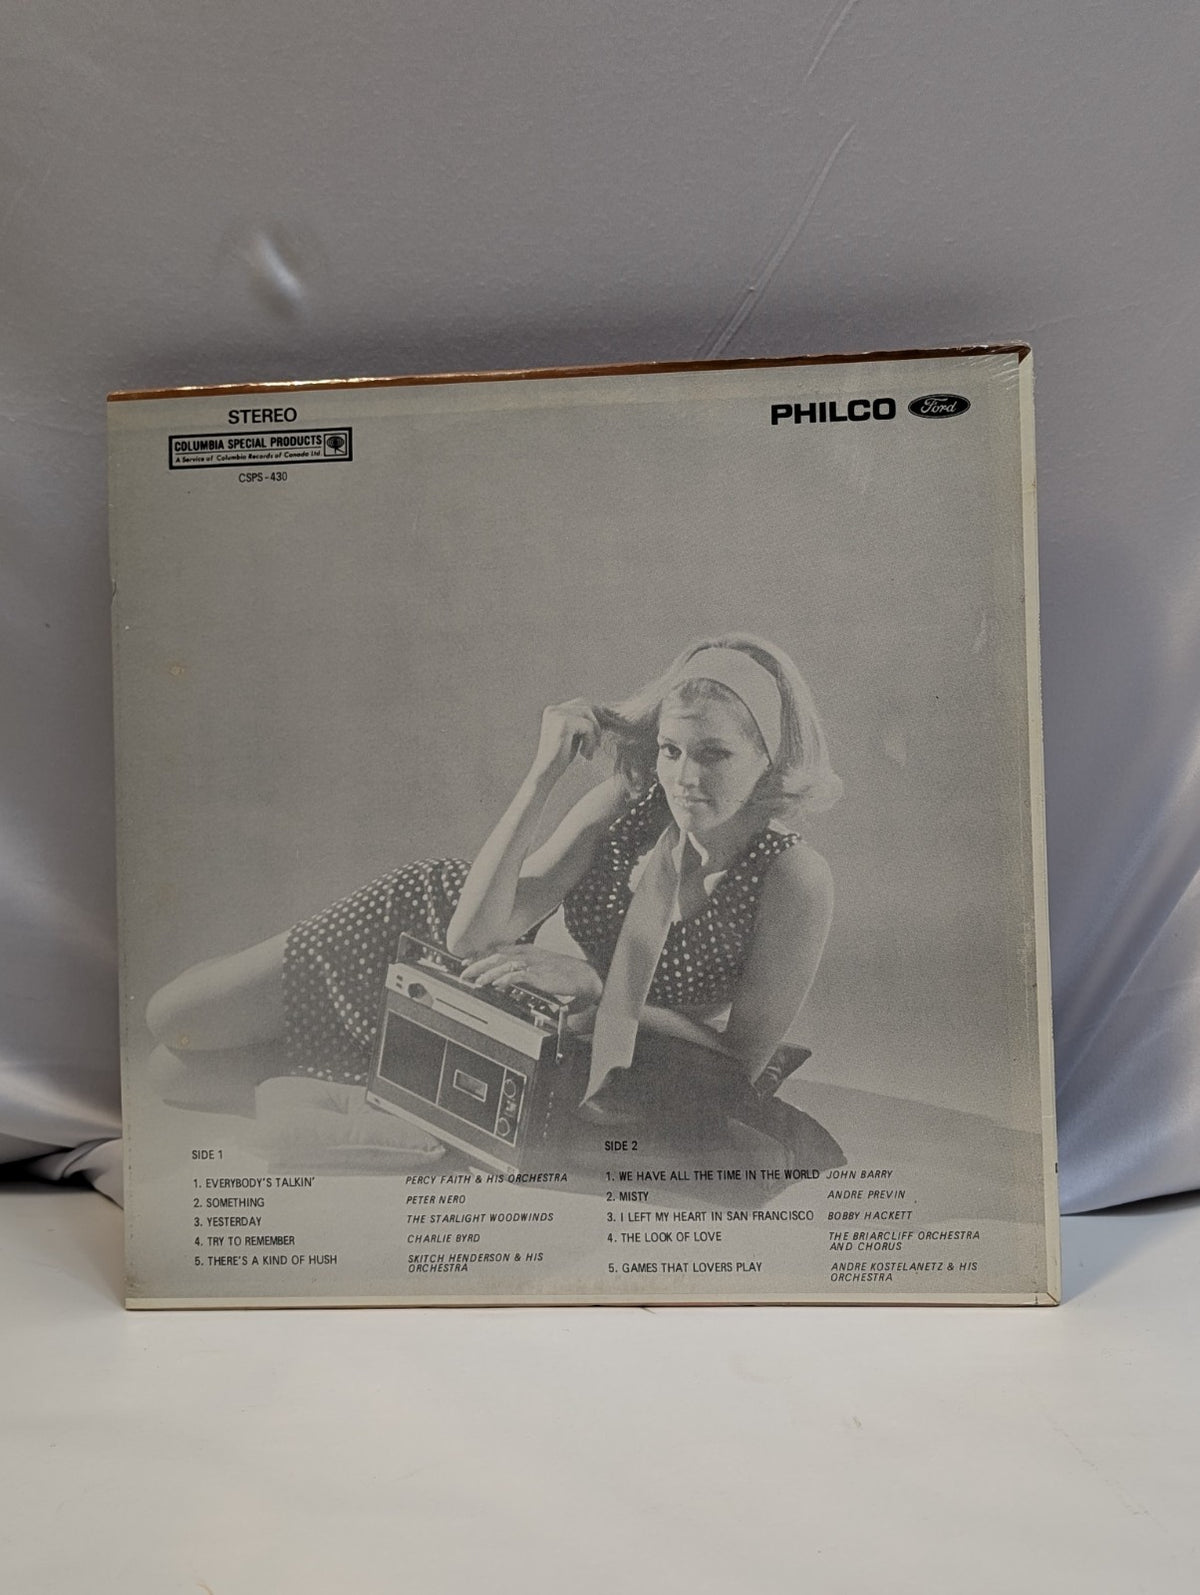 STEREO
COLUMBIA SPECIAL PRODUCTS
A Service of Columbia Records of Canada Ltd
CSPS-430
PHILCO Ford
SIDE 1
1. EVERYBODY'S TALKIN' PERCY FAITH & HIS ORCHESTRA
2. SOMETHING PETER NERO
3. YESTERDAY THE STARLIGHT WOODWINDS
4. TRY TO REMEMBER CHARLIE BYRD
5. THERE'S A KIND OF HUSH SKITCH HENDERSON & HIS
ORCHESTRA
SIDE 2
1. WE HAVE ALL THE TIME IN THE WORLD JOHN BARRY
2. MISTY ANDRE PREVIN
3. I LEFT MY HEART IN SAN FRANCISCO BOBBY HACKETT
4. THE LOOK OF LOVE THE BRIARCLIFF ORCHESTRA
AND CHORUS
5. GAMES THAT LOVERS PLAY ANDRE KOSTELANETZ & HIS
ORCHESTRA